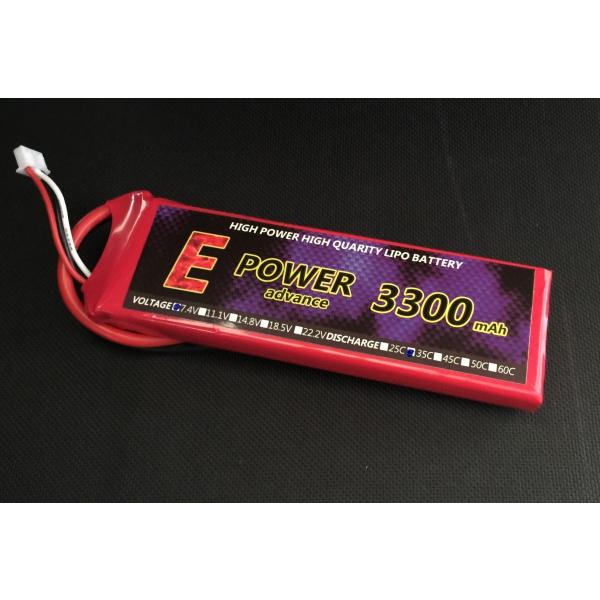 HIGH POWER HIGH QUARITY LIPO BATTERY
E POWER 3300 mAh
advance
VOLTAGE 7.4V 11.1V 14.8V 18.5V 22.2V DISCHARGE 25C 35C 45C 50C 60C